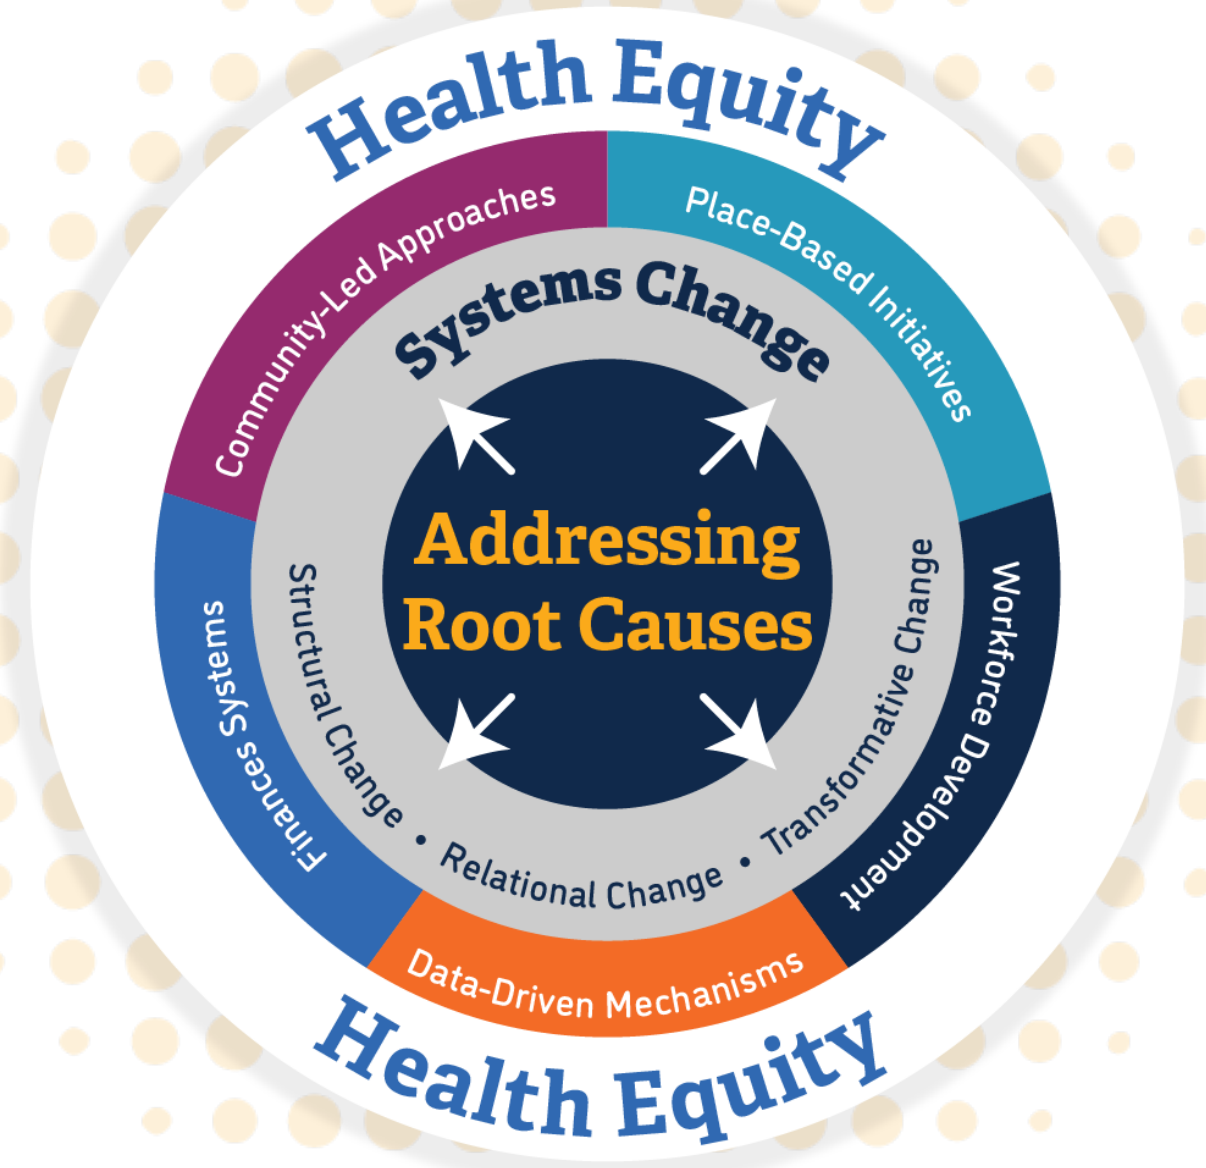 Health Equity
Community-Led Approaches
Place-Based Initiatives
Systems Change
Addressing
Root Causes
Structural Change • Relational Change • Transformative Change
Finances Systems
Workforce Development
Data-Driven Mechanisms
Health Equity